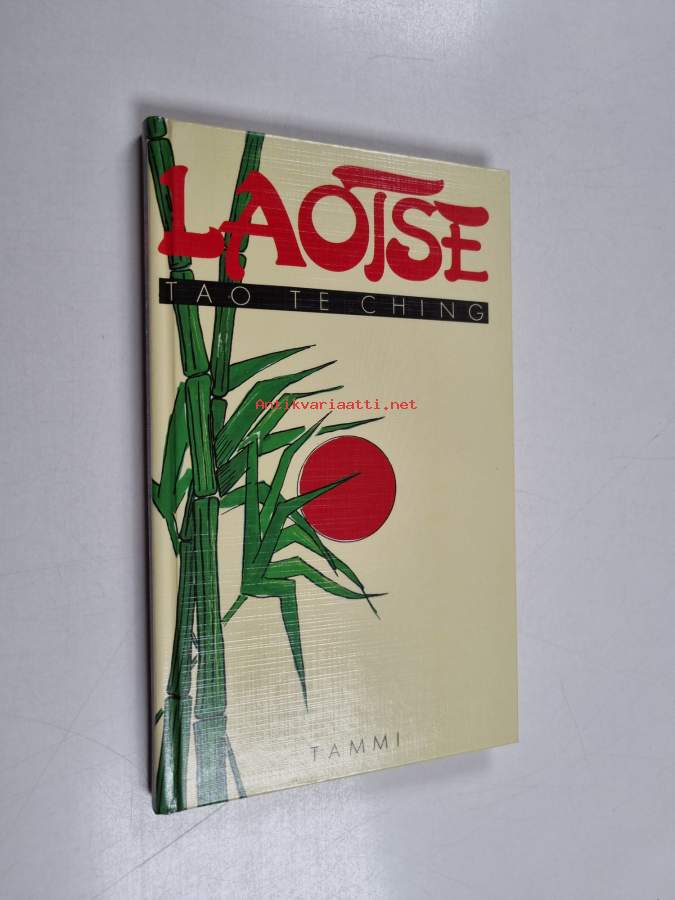 LAOTSE
TAO TE CHING
Antikvariaatti.net
TAMMI